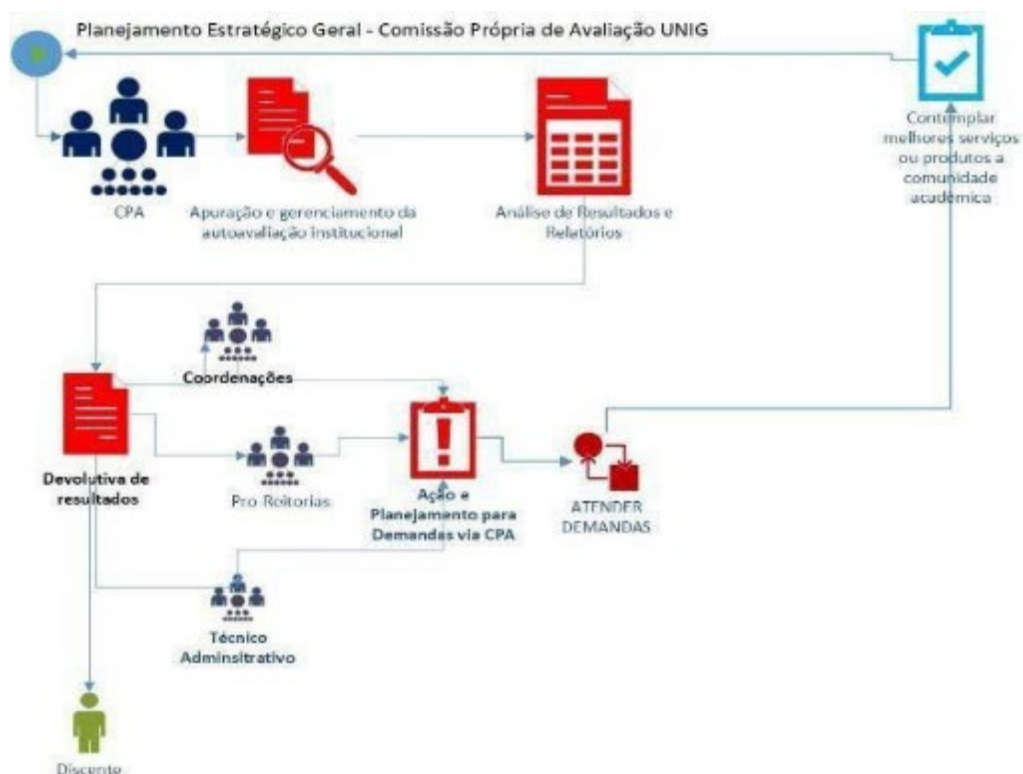 Planejamento Estratégico Geral - Comissão Própria de Avaliação UNIG
Contemplar
melhores serviços
ou produtos a
comunidade
acadêmica
CPA
Apuração e gerenciamento da
autoavaliação institucional
Análise de Resultados e
Relatórios
Coordenações
Devolutiva de
resultados
Pro-Reitorias
Ação e
Planejamento para
Demandas via CPA
ATENDER
DEMANDAS
Técnico
Adminsitrativo
Discente